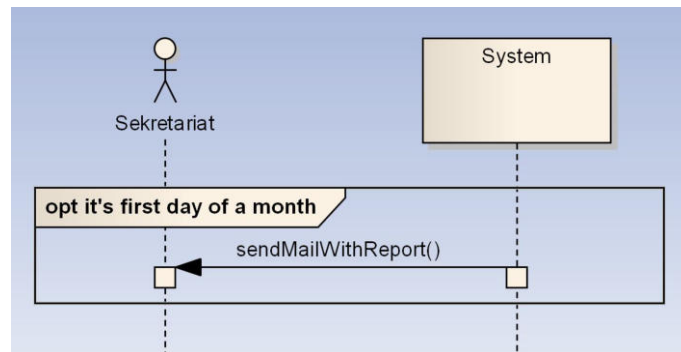 System
Sekretariat
opt it's first day of a month
sendMailWithReport()